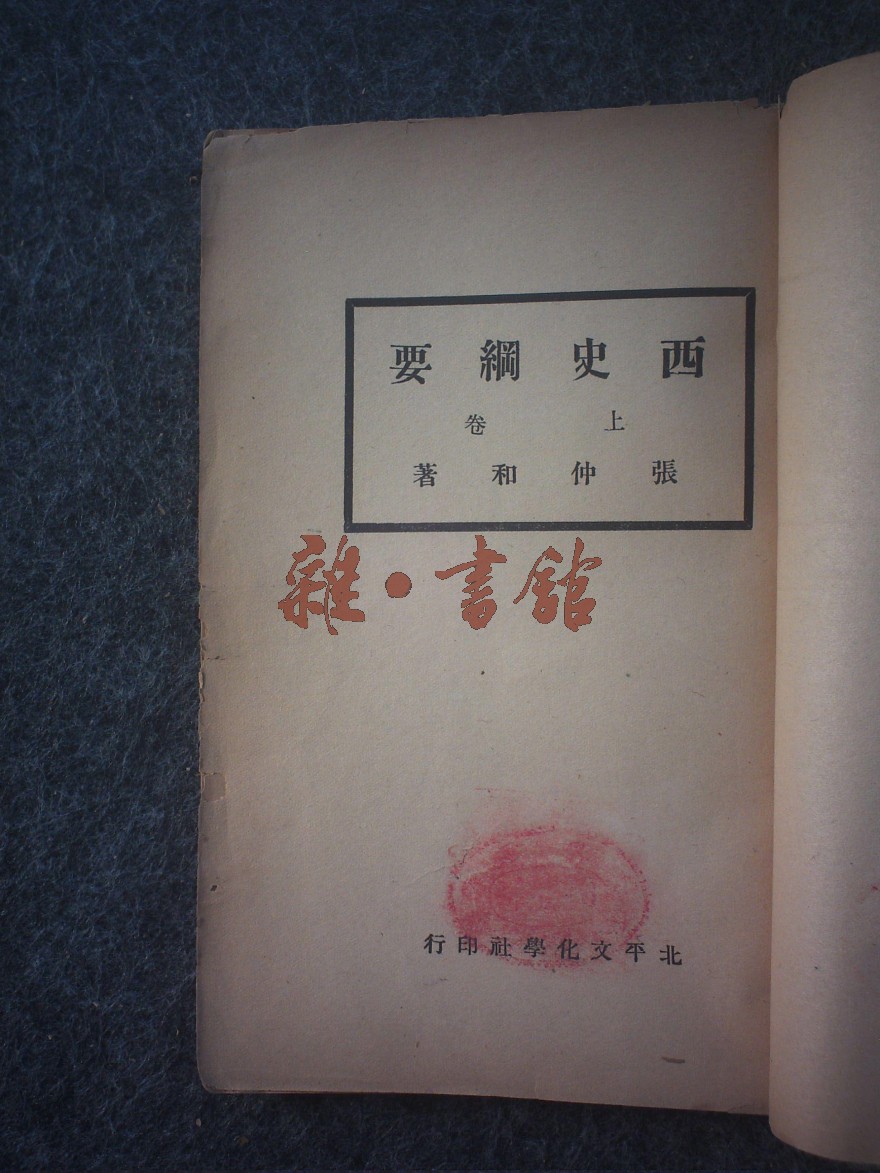 西史綱要
上卷
張仲和著
雜·書館
北平文化學社印行